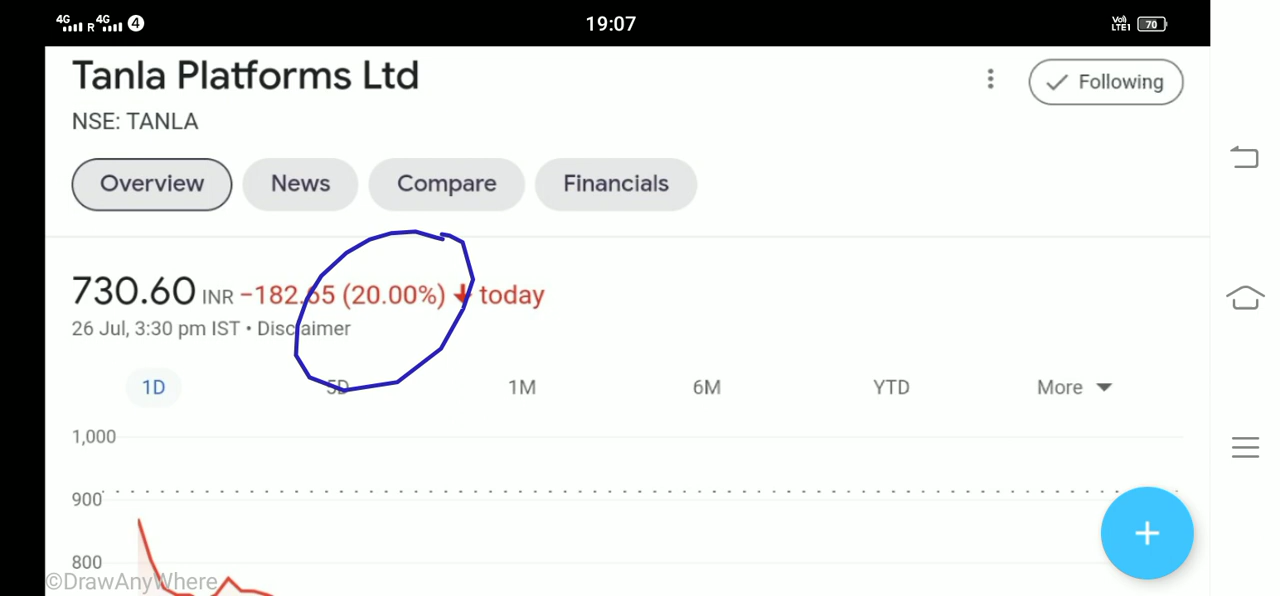 4G R 4G 4 19:07 VoI LTE1 70
Tanla Platforms Ltd
Following
NSE: TANLA
Overview News Compare Financials
730.60 INR −182.65 (20.00%) today
26 Jul, 3:30 pm IST • Disclaimer
1D 5D 1M 6M YTD More
1,000
900
800
©DrawAnyWhere